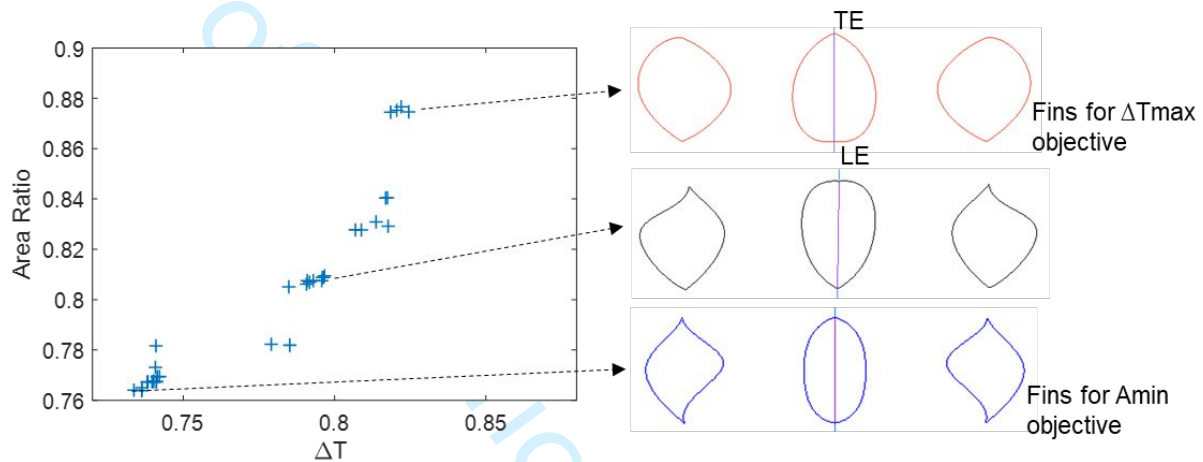 0.9
0.88
0.86
0.84
0.82
0.8
0.78
0.76
Area Ratio
0.75
0.8
0.85
ΔT
TE
LE
Fins for ΔTmax
objective
Fins for Amin
objective